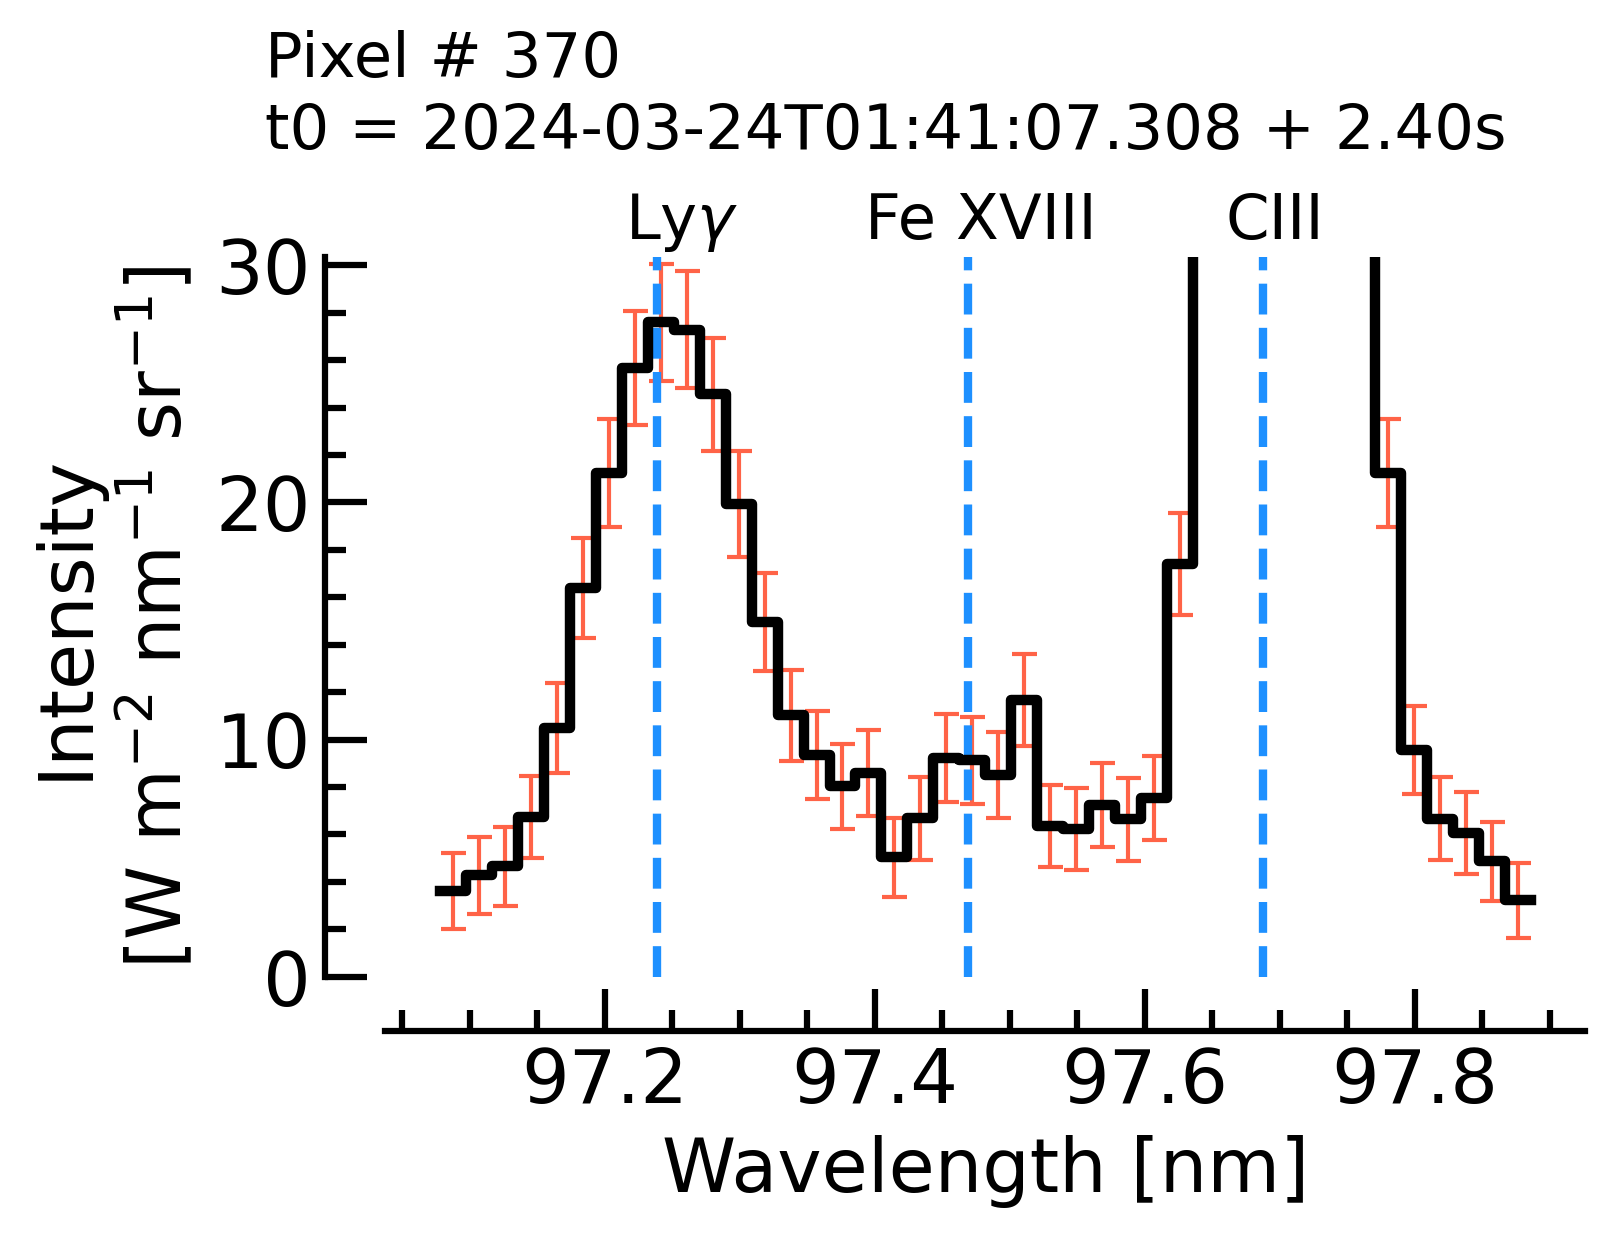 Pixel # 370
t0 = 2024-03-24T01:41:07.308 + 2.40s
Lyγ Fe XVIII CIII
Intensity
[W m⁻² nm⁻¹ sr⁻¹]
30
20
10
0
97.2 97.4 97.6 97.8
Wavelength [nm]